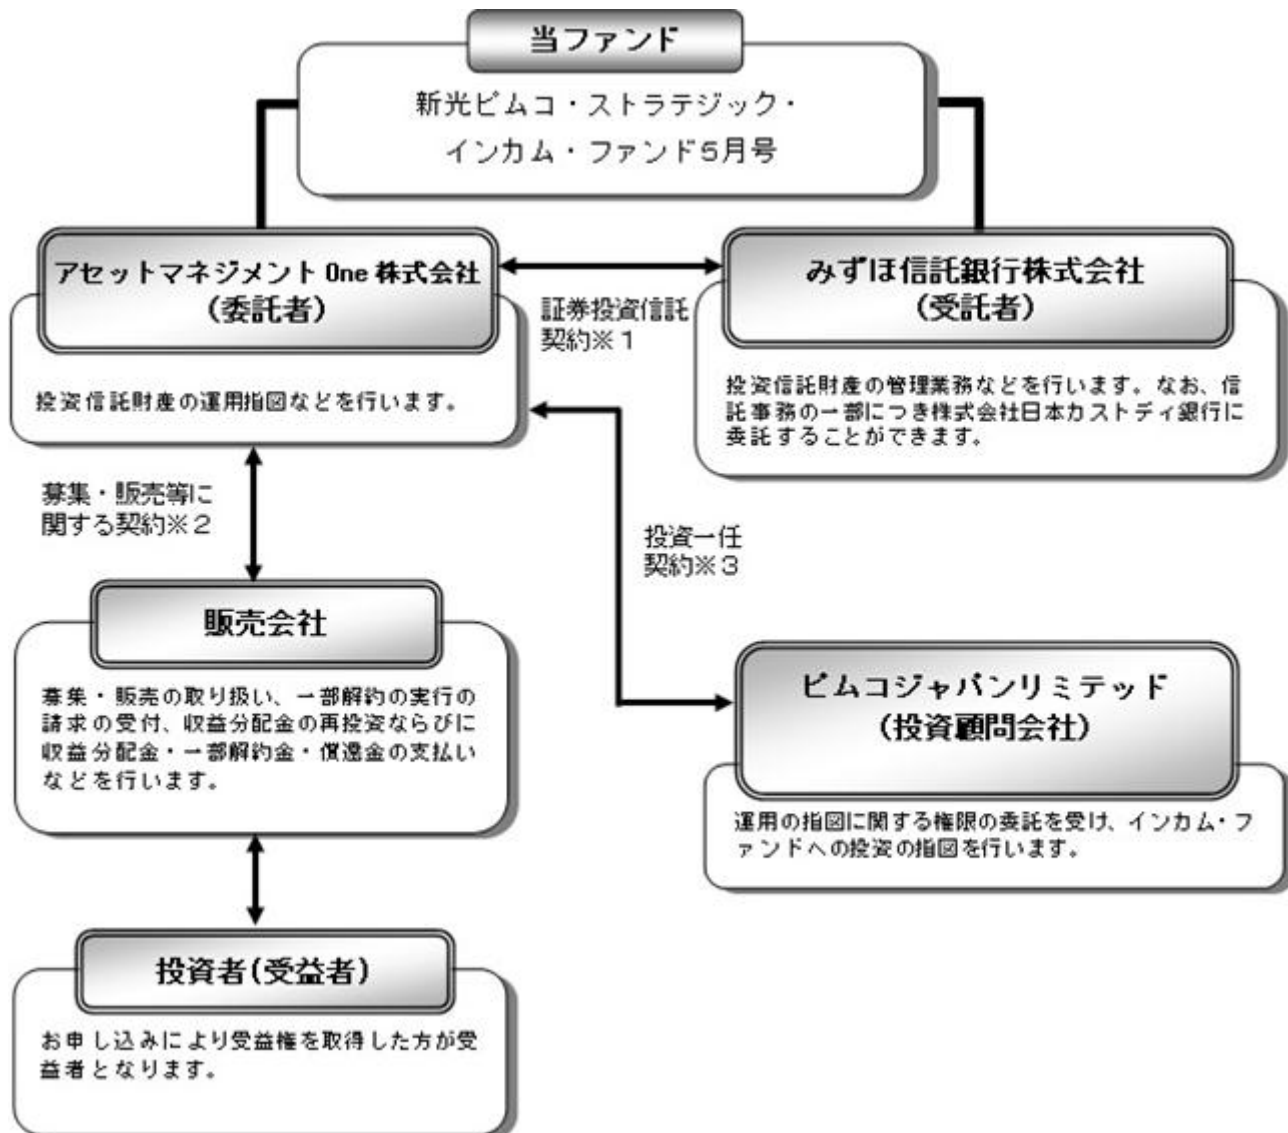 当ファンド
新光ピムコ・ストラテジック・
インカム・ファンド5月号
アセットマネジメントOne 株式会社
(委託者)
投資信託財産の運用指図などを行います。
証券投資信託
契約※1
みずほ信託銀行株式会社
(受託者)
投資信託財産の管理業務などを行います。なお、信
託事務の一部につき株式会社日本カストディ銀行に
委託することができます。
募集・販売等に
関する契約※2
投資一任
契約※3
販売会社
募集・販売の取り扱い、一部解約の実行の
請求の受付、収益分配金の再投資ならびに
収益分配金・一部解約金・償還金の支払い
などを行います。
ピムコジャパンリミテッド
(投資顧問会社)
運用の指図に関する権限の委託を受け、インカム・フ
ァンドへの投資の指図を行います。
投資者(受益者)
お申し込みにより受益権を取得した方が受
益者となります。